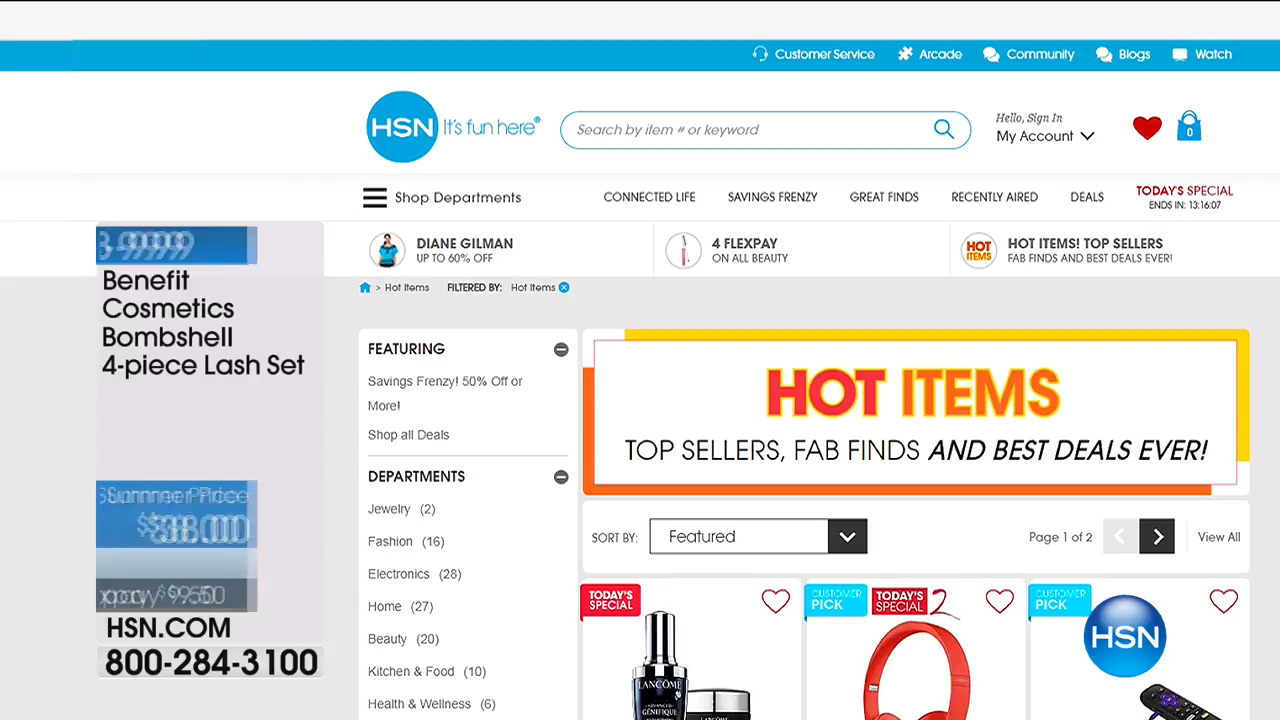 Customer Service
Arcade
Community
Blogs
Watch
HSN It's fun here®
Search by item # or keyword
Hello, Sign In
My Account
0
Shop Departments
CONNECTED LIFE
SAVINGS FRENZY
GREAT FINDS
RECENTLY AIRED
DEALS
TODAY'S SPECIAL
ENDS IN: 13:16:07
DIANE GILMAN
UP TO 60% OFF
4 FLEXPAY
ON ALL BEAUTY
HOT ITEMS
HOT ITEMS! TOP SELLERS
FAB FINDS AND BEST DEALS EVER!
> Hot Items
FILTERED BY: Hot Items
Benefit
Cosmetics
Bombshell
4-piece Lash Set
Summer Price
HSN.COM
800-284-3100
FEATURING
Savings Frenzy! 50% Off or
More!
Shop all Deals
DEPARTMENTS
Jewelry (2)
Fashion (16)
Electronics (28)
Home (27)
Beauty (20)
Kitchen & Food (10)
Health & Wellness (6)
HOT ITEMS
TOP SELLERS, FAB FINDS AND BEST DEALS EVER!
SORT BY: Featured
Page 1 of 2
View All
TODAY'S SPECIAL
LANCÔME
GÉNIFIQUE
LANCÔME
CUSTOMER PICK
TODAY'S SPECIAL 2
CUSTOMER PICK
HSN